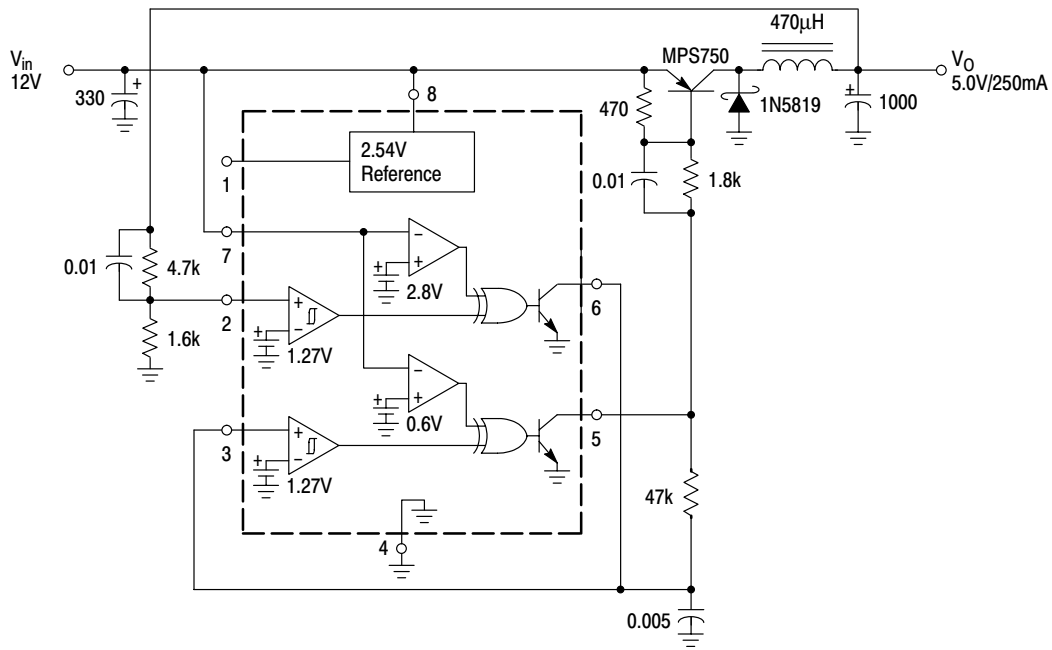 470μH
MPS750
V_in
12V
V_O
5.0V/250mA
+
330
8
470
1N5819
+
1000
2.54V
Reference
1
0.01
1.8k
7
−
+
+
2.8V
0.01
4.7k
6
2
+
−
+
1.27V
1.6k
−
+
+
0.6V
5
3
+
−
+
1.27V
47k
4
0.005